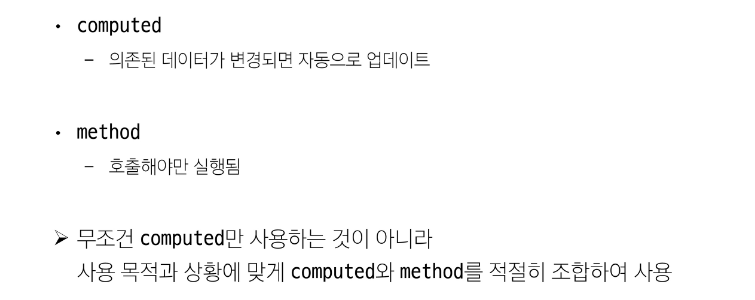 • computed
– 의존된 데이터가 변경되면 자동으로 업데이트
• method
– 호출해야만 실행됨
➢ 무조건 computed만 사용하는 것이 아니라
사용 목적과 상황에 맞게 computed와 method를 적절히 조합하여 사용